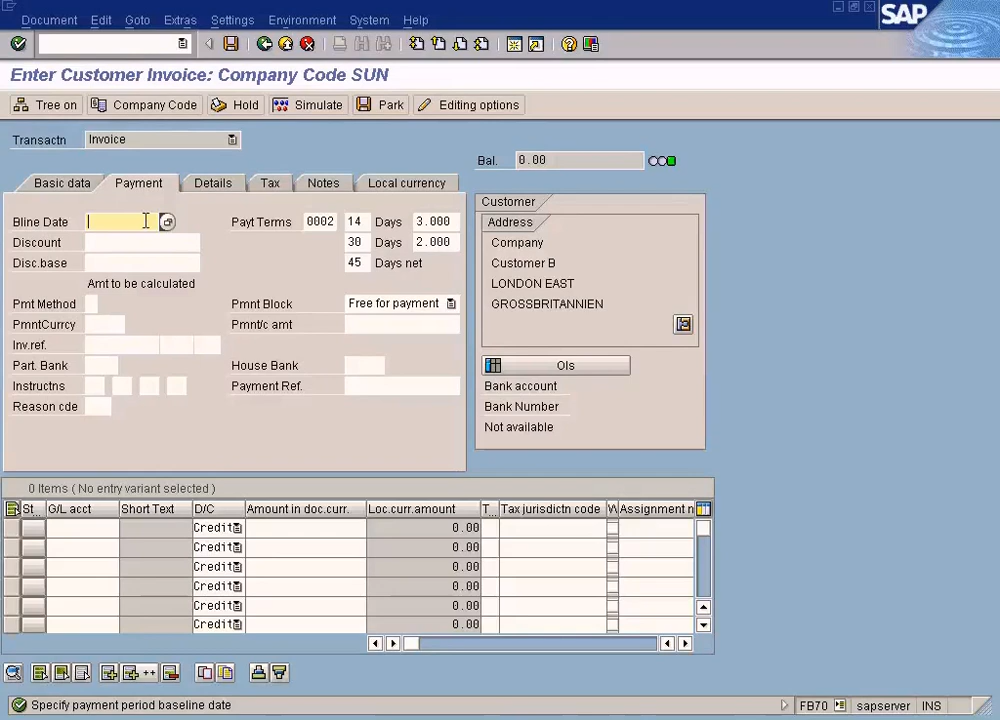 Document Edit Goto Extras Settings Environment System Help
SAP
Enter Customer Invoice: Company Code SUN
Tree on Company Code Hold Simulate Park Editing options
Transactn Invoice
Bal. 0.00
Basic data Payment Details Tax Notes Local currency
Bline Date Payt Terms 0002 14 Days 3.000
Discount 30 Days 2.000
Disc.base 45 Days net
Amt to be calculated
Pmt Method Pmnt Block Free for payment
PmntCurrcy Pmnt/c amt
Inv.ref.
Part. Bank House Bank
Instructns Payment Ref.
Reason cde
Customer
Address
Company
Customer B
LONDON EAST
GROSSBRITANNIEN
OIs
Bank account
Bank Number
Not available
0 Items ( No entry variant selected )
St... G/L acct Short Text D/C Amount in doc.curr. Loc.curr.amount T... Tax jurisdictn code W Assignment n
Credit 0.00
Credit 0.00
Credit 0.00
Credit 0.00
Credit 0.00
Credit 0.00
Specify payment period baseline date FB70 sapserver INS